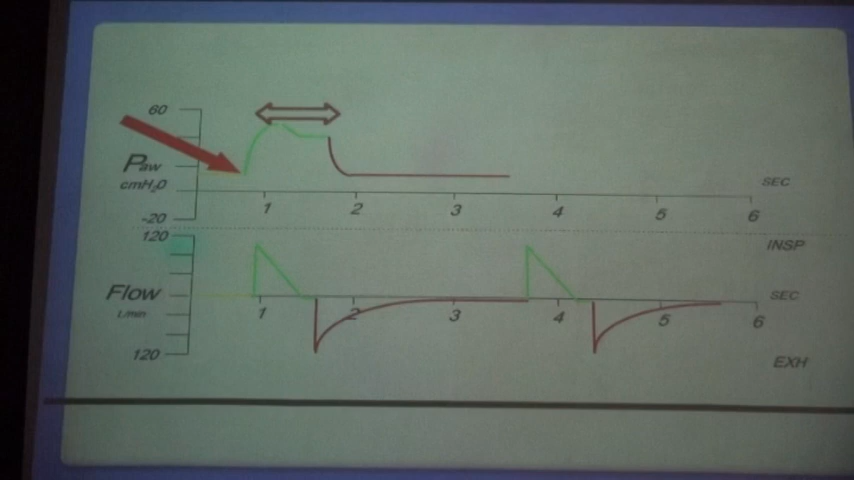 60
Paw
cmH₂0
-20
SEC
1 2 3 4 5 6
120
INSP
Flow
L/min
SEC
1 2 3 4 5 6
120
EXH